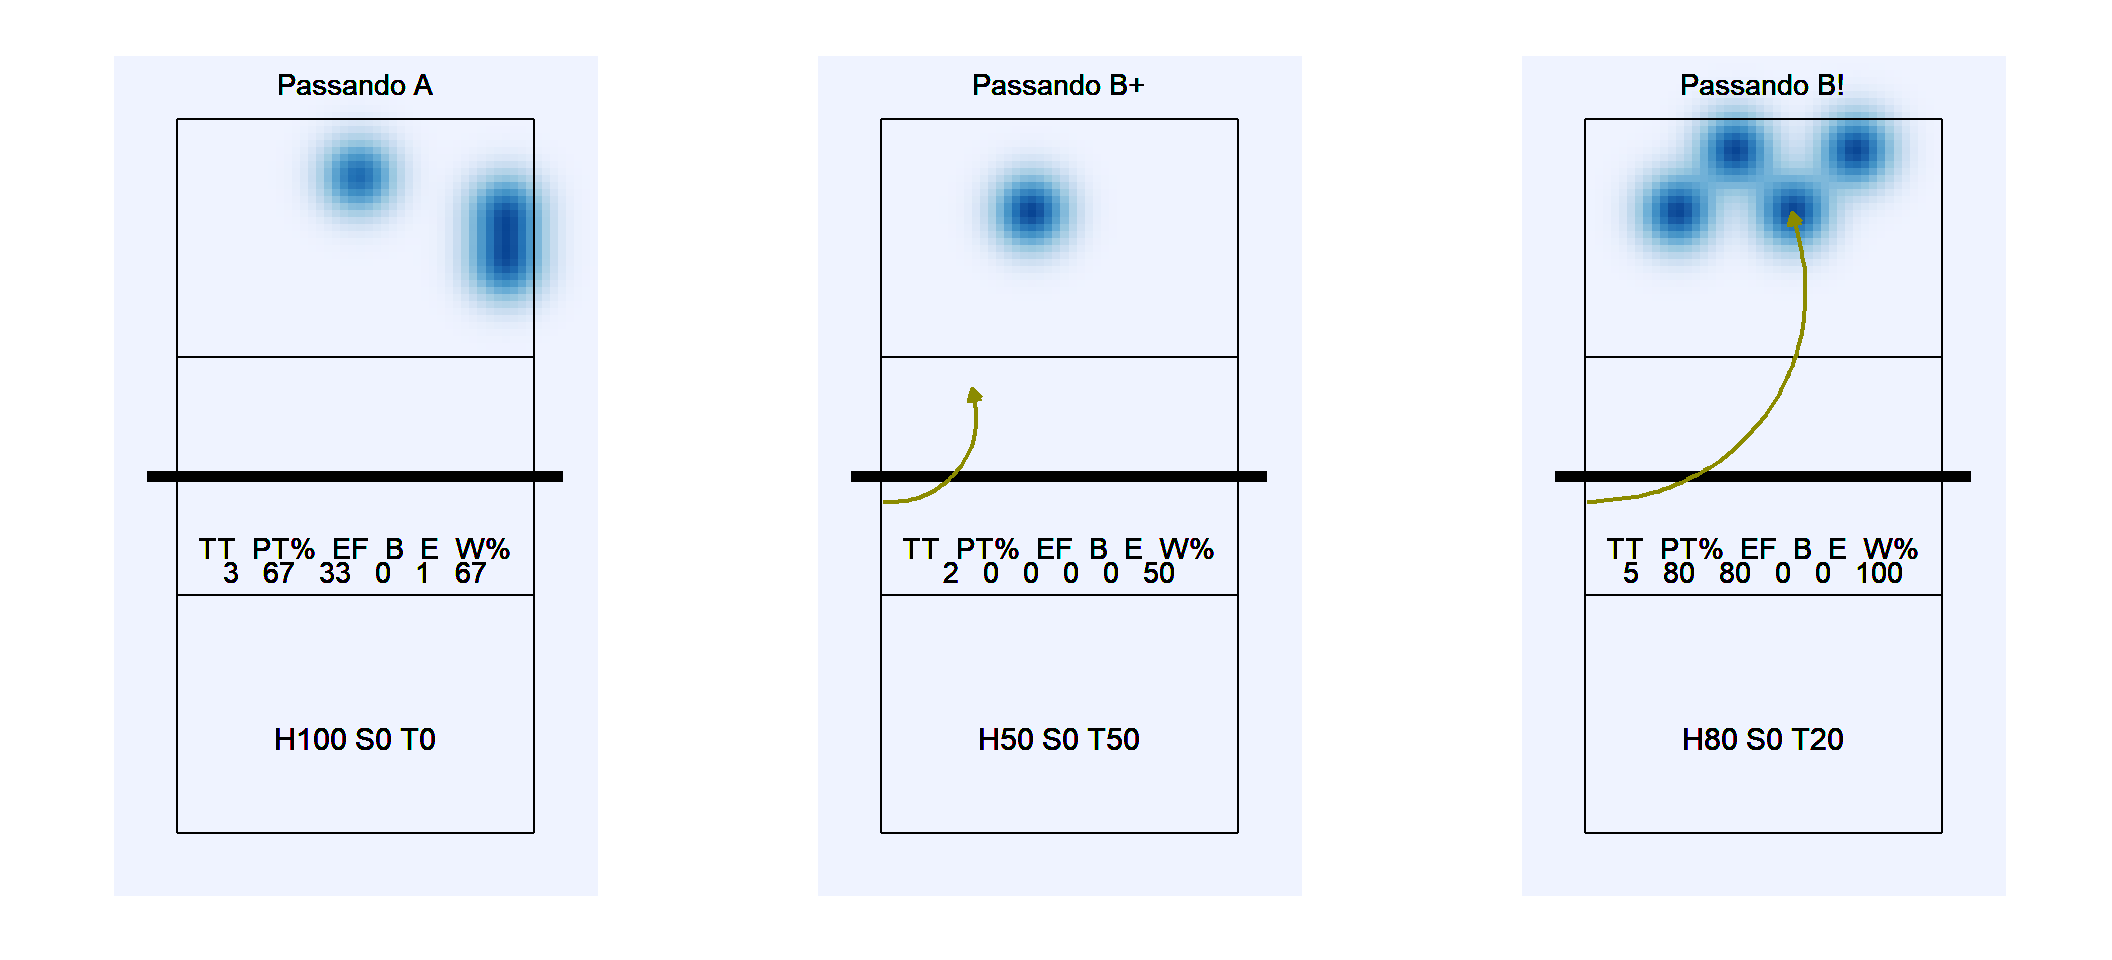 Passando A
TT PT% EF B E W%
3 67 33 0 1 67
H100 S0 T0
Passando B+
TT PT% EF B E W%
2 0 0 0 0 50
H50 S0 T50
Passando B!
TT PT% EF B E W%
5 80 80 0 0 100
H80 S0 T20